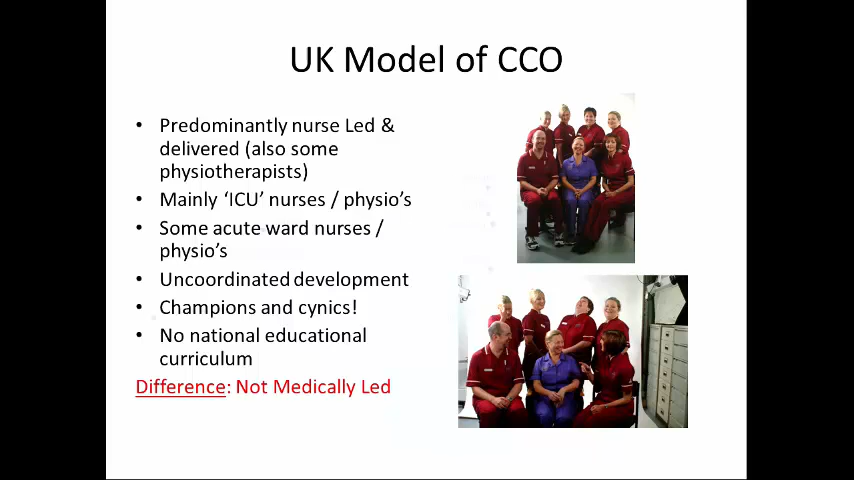 UK Model of CCO
• Predominantly nurse Led &
delivered (also some
physiotherapists)
• Mainly ‘ICU’ nurses / physio’s
• Some acute ward nurses /
physio’s
• Uncoordinated development
• Champions and cynics!
• No national educational
curriculum
Difference: Not Medically Led